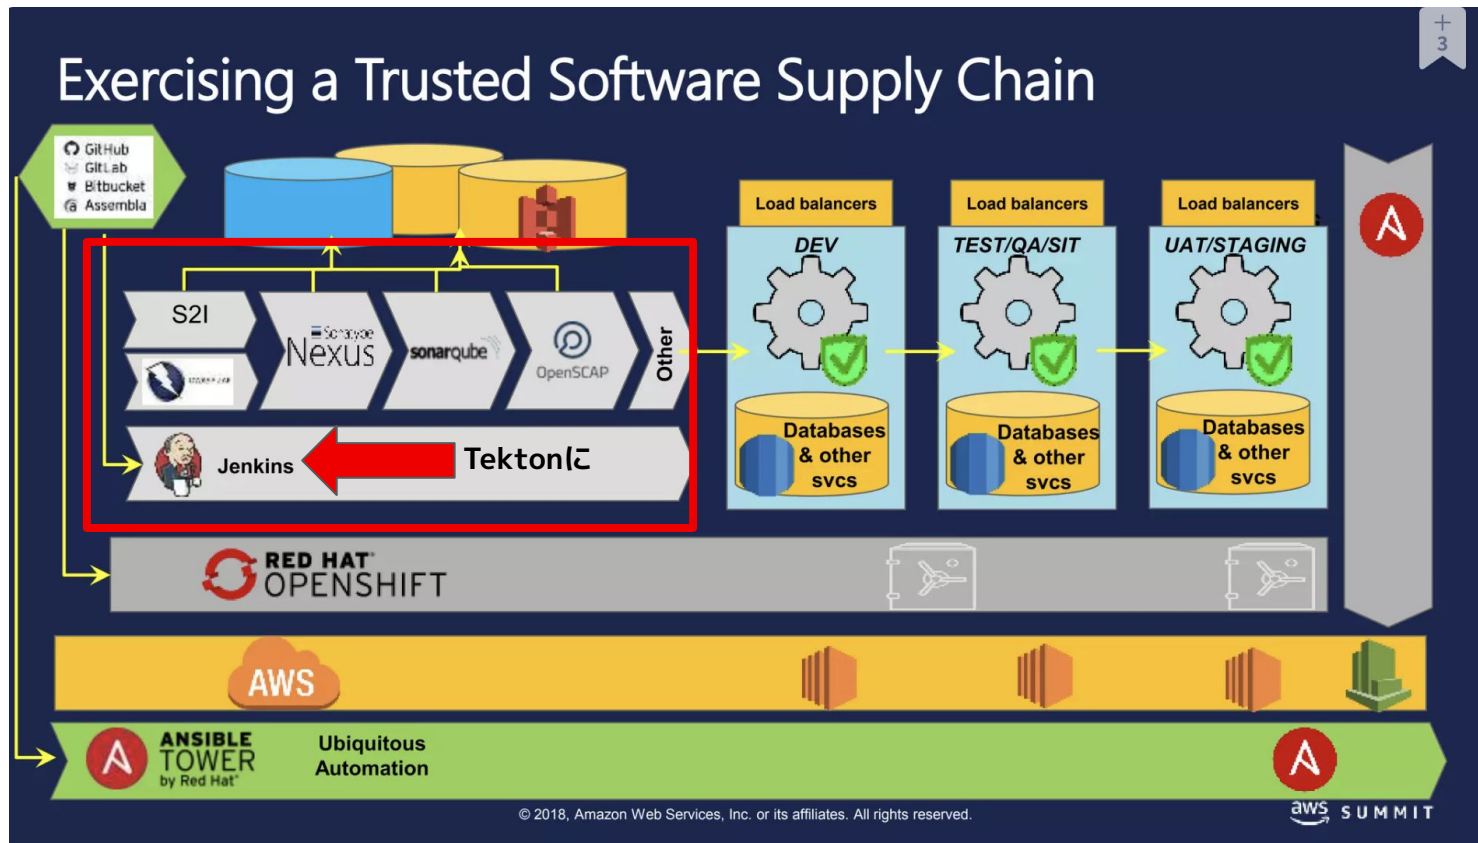 +
3
Exercising a Trusted Software Supply Chain
GitHub
GitLab
Bitbucket
Assembla
Load balancers
Load balancers
Load balancers
DEV
TEST/QA/SIT
UAT/STAGING
S2I
Sonatype
Nexus
sonarqube
OpenSCAP
Other
Jenkins
Tektonに
Databases
& other
svcs
Databases
& other
svcs
Databases
& other
svcs
RED HAT
OPENSHIFT
AWS
ANSIBLE
TOWER
by Red Hat®
Ubiquitous
Automation
© 2018, Amazon Web Services, Inc. or its affiliates. All rights reserved.
aws SUMMIT